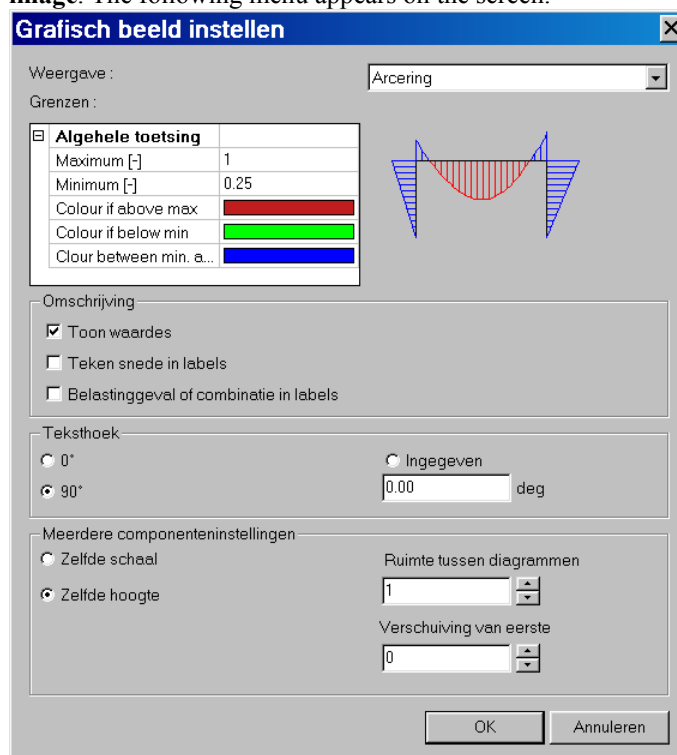 image. The following menu appears on the screen.
Grafisch beeld instellen
Weergave :
Arcering
Grenzen :
Algehele toetsing
Maximum [-] 1
Minimum [-] 0.25
Colour if above max
Colour if below min
Clour between min. a...
Omschrijving
Toon waardes
Teken snede in labels
Belastinggeval of combinatie in labels
Teksthoek
0° Ingegeven
90° 0.00 deg
Meerdere componenteninstellingen
Zelfde schaal Ruimte tussen diagrammen
Zelfde hoogte 1
Verschuiving van eerste
0
OK Annuleren